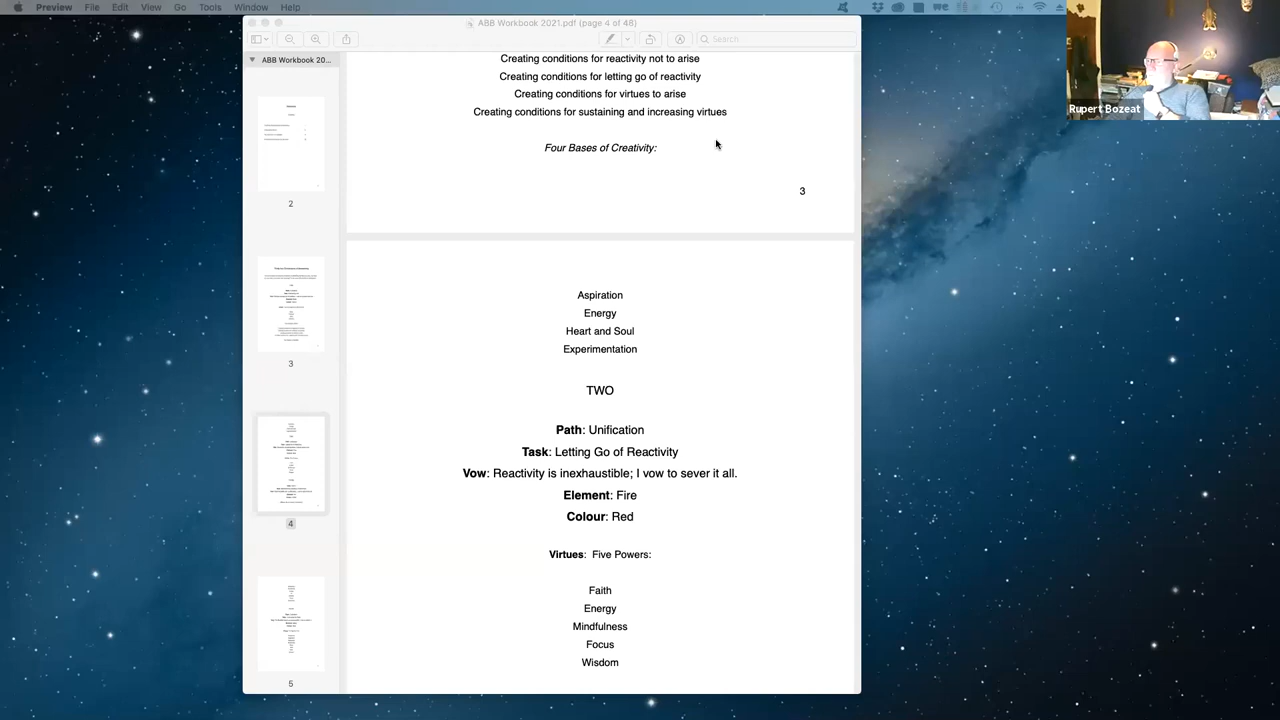 Preview File Edit View Go Tools Window Help
ABB Workbook 2021.pdf (page 4 of 48)
Search
ABB Workbook 20...
2
3
4
5
Creating conditions for reactivity not to arise
Creating conditions for letting go of reactivity
Creating conditions for virtues to arise
Creating conditions for sustaining and increasing virtues
Four Bases of Creativity:
3
Aspiration
Energy
Heart and Soul
Experimentation
TWO
Path: Unification
Task: Letting Go of Reactivity
Vow: Reactivity is inexhaustible; I vow to sever it all.
Element: Fire
Colour: Red
Virtues: Five Powers:
Faith
Energy
Mindfulness
Focus
Wisdom
Rupert Bozeat